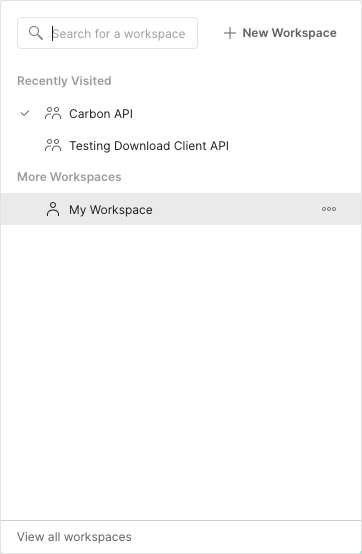 Search for a workspace
New Workspace
Recently Visited
Carbon API
Testing Download Client API
More Workspaces
My Workspace
View all workspaces